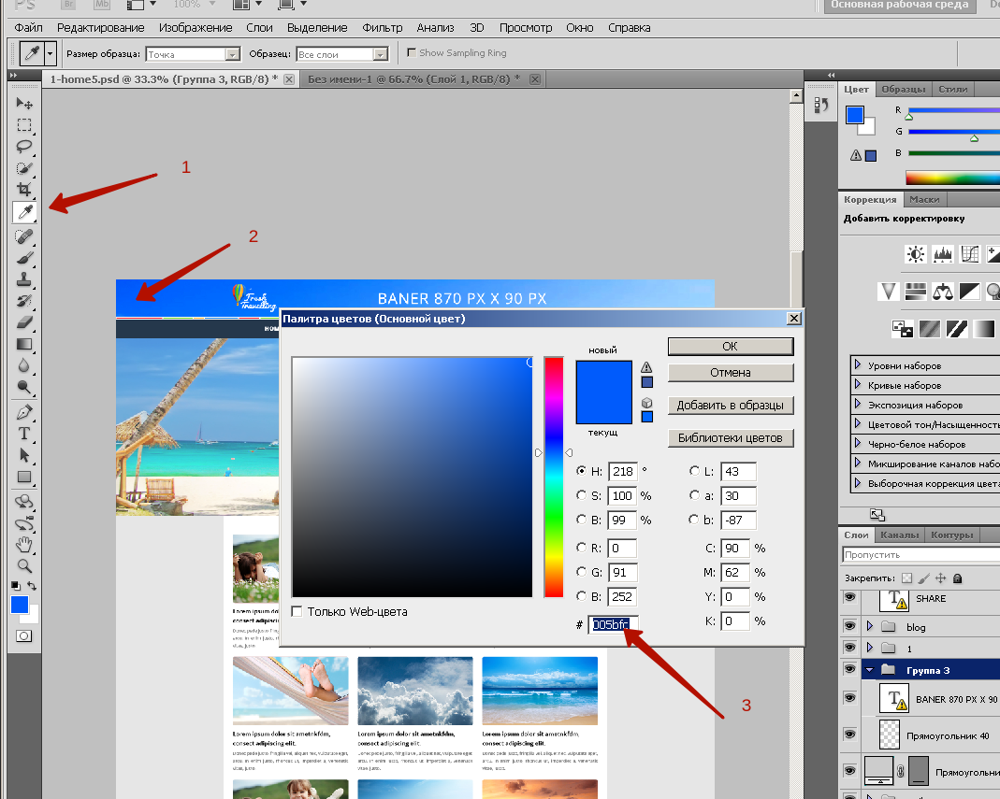 PS Br Mb 100% Основная рабочая среда
Файл Редактирование Изображение Слои Выделение Фильтр Анализ 3D Просмотр Окно Справка
Размер образца: Точка Образец: Все слои Show Sampling Ring
1-home5.psd @ 33.3% (Группа 3, RGB/8) * Без имени-1 @ 66.7% (Слой 1, RGB/8) *
Цвет Образцы Стили
R
G
B
1
2
Коррекция Маски
Добавить корректировку
Fresh
Travelling
BANER 870 PX X 90 PX
HOM
Палитра цветов (Основной цвет)
новый
текущ
OK
Отмена
Добавить в образцы
Библиотеки цветов
H: 218 ° L: 43
S: 100 % a: 30
B: 99 % b: -87
R: 0 C: 90 %
G: 91 M: 62 %
B: 252 Y: 0 %
# 005bfc K: 0 %
Только Web-цвета
3
Уровни наборов
Кривые наборов
Экспозиция наборов
Цветовой тон/Насыщенность
Черно-белое наборов
Микширование каналов набо
Выборочная коррекция цвета
Слои Каналы Контуры
Пропустить
Закрепить:
T SHARE
blog
1
Группа 3
T BANER 870 PX X 90
Прямоугольник 40
Прямоугольни
Lorem ipsum d
consect adipiscin
Lorem ipsum dolor sit ametnkfdm, Lorem ipsum dolor sit ametnkfdm, Lorem ipsum dolor sit ametnkfdm,
consect adipiscing elit. consect adipiscing elit. consect adipiscing elit.